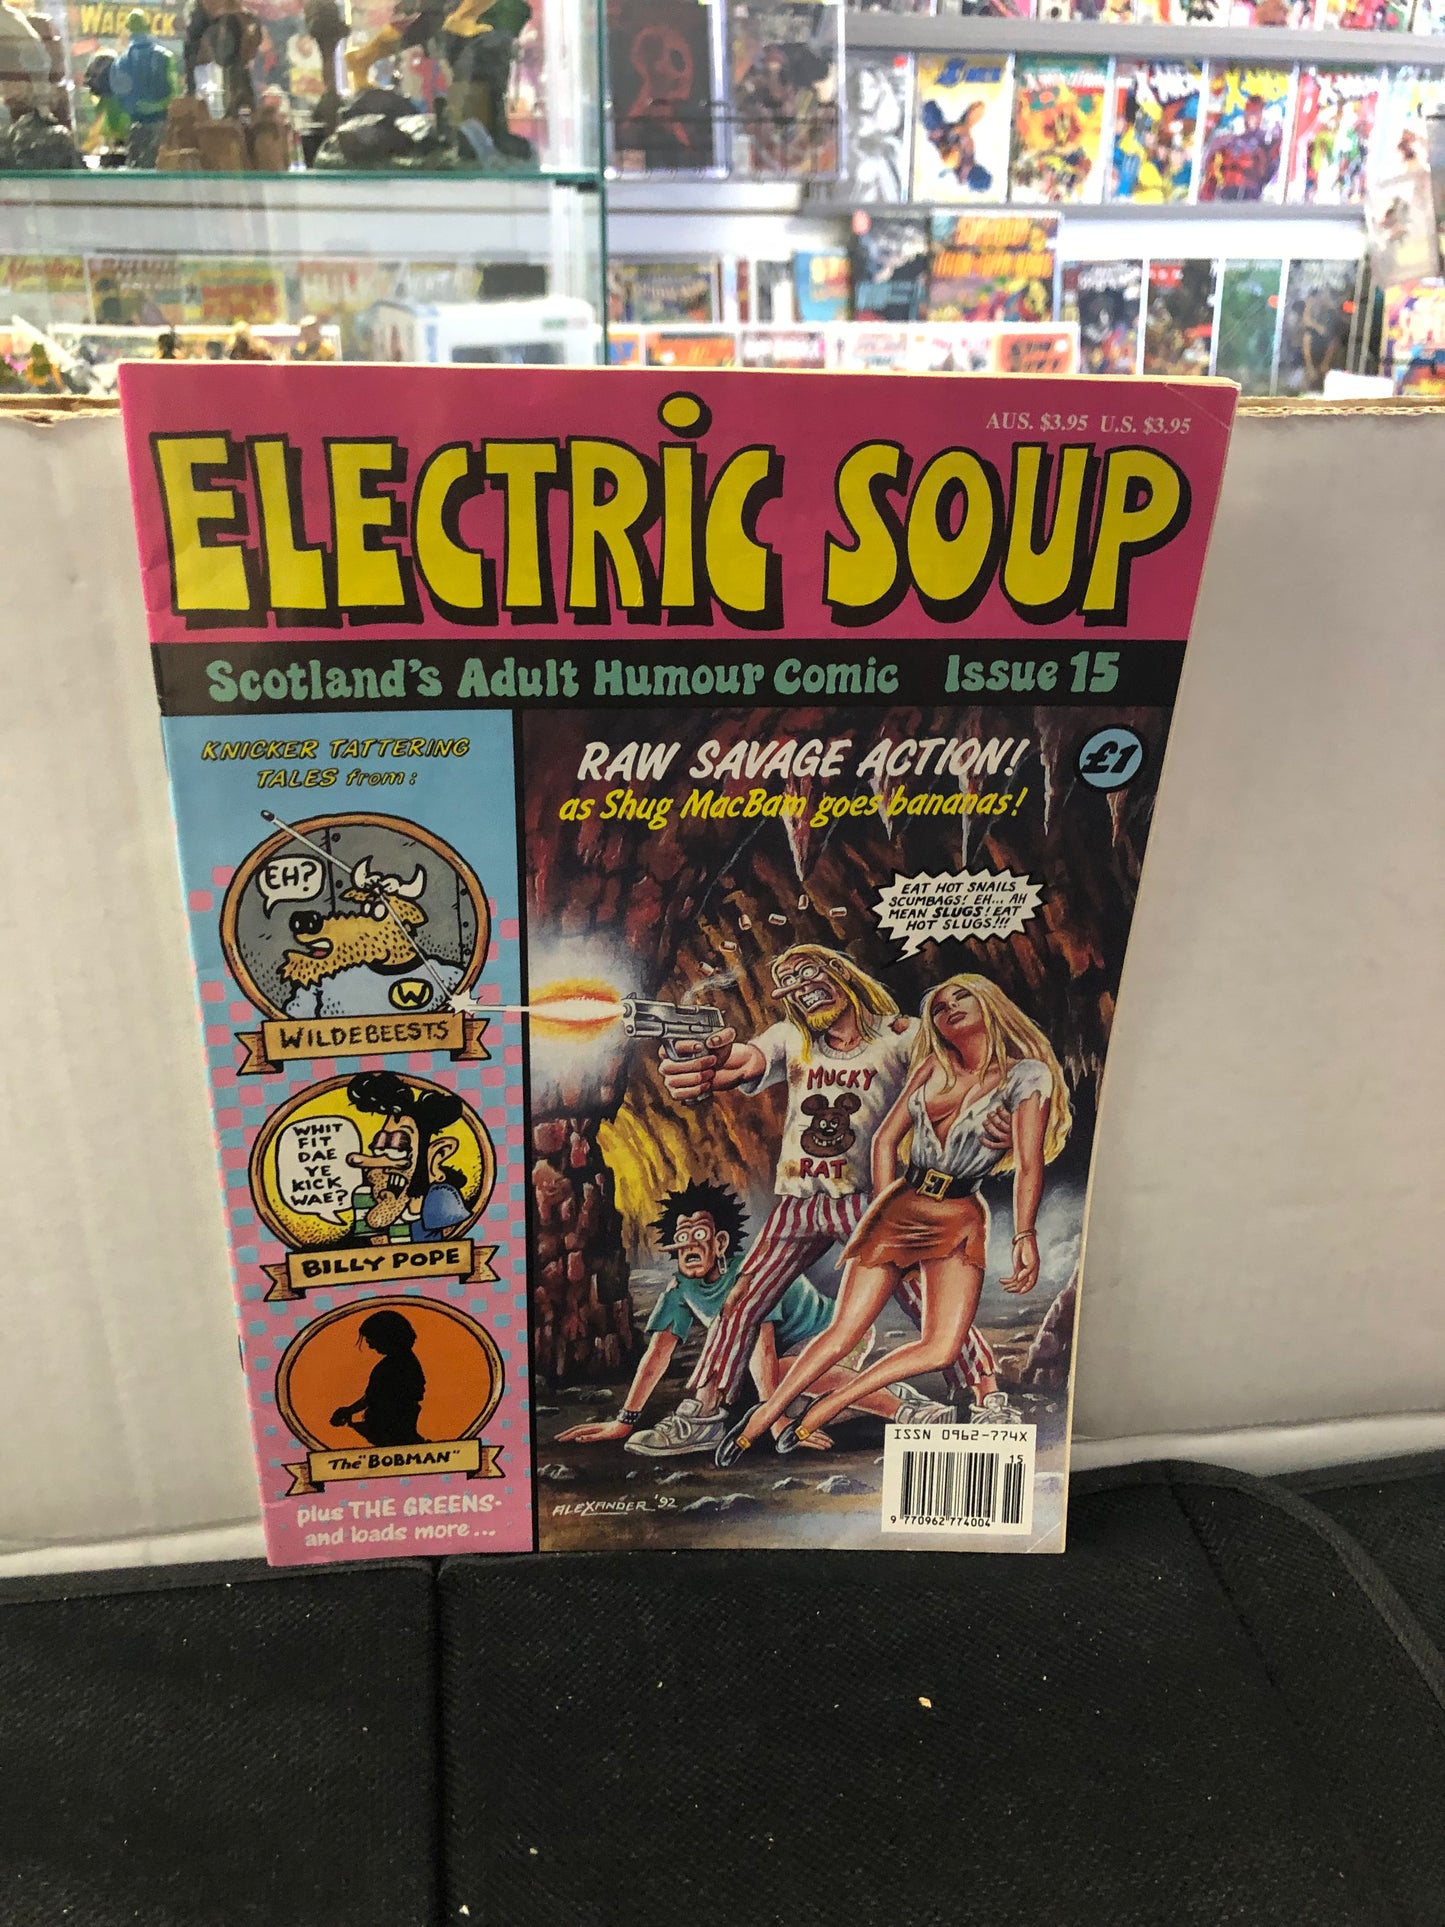 WARLOCK
AUS. $3.95 U.S. $3.95
ELECTRiC SOUP
Scotland's Adult Humour Comic Issue 15
KNICKER TATTERING
TALES from:
EH?
W
WILDEBEESTS
WHIT
FIT
DAE
YE
KICK
WAE?
BILLY POPE
The "BOBMAN"
plus THE GREENS-
and loads more...
RAW SAVAGE ACTION!
as Shug MacBam goes bananas!
£1
EAT HOT SNAILS
SCUMBAGS! EH... AH
MEAN SLUGS! EAT
HOT SLUGS!!!
MUCKY
RAT
ALEXANDER '92
ISSN 0962-774X
15
9 770962 774004